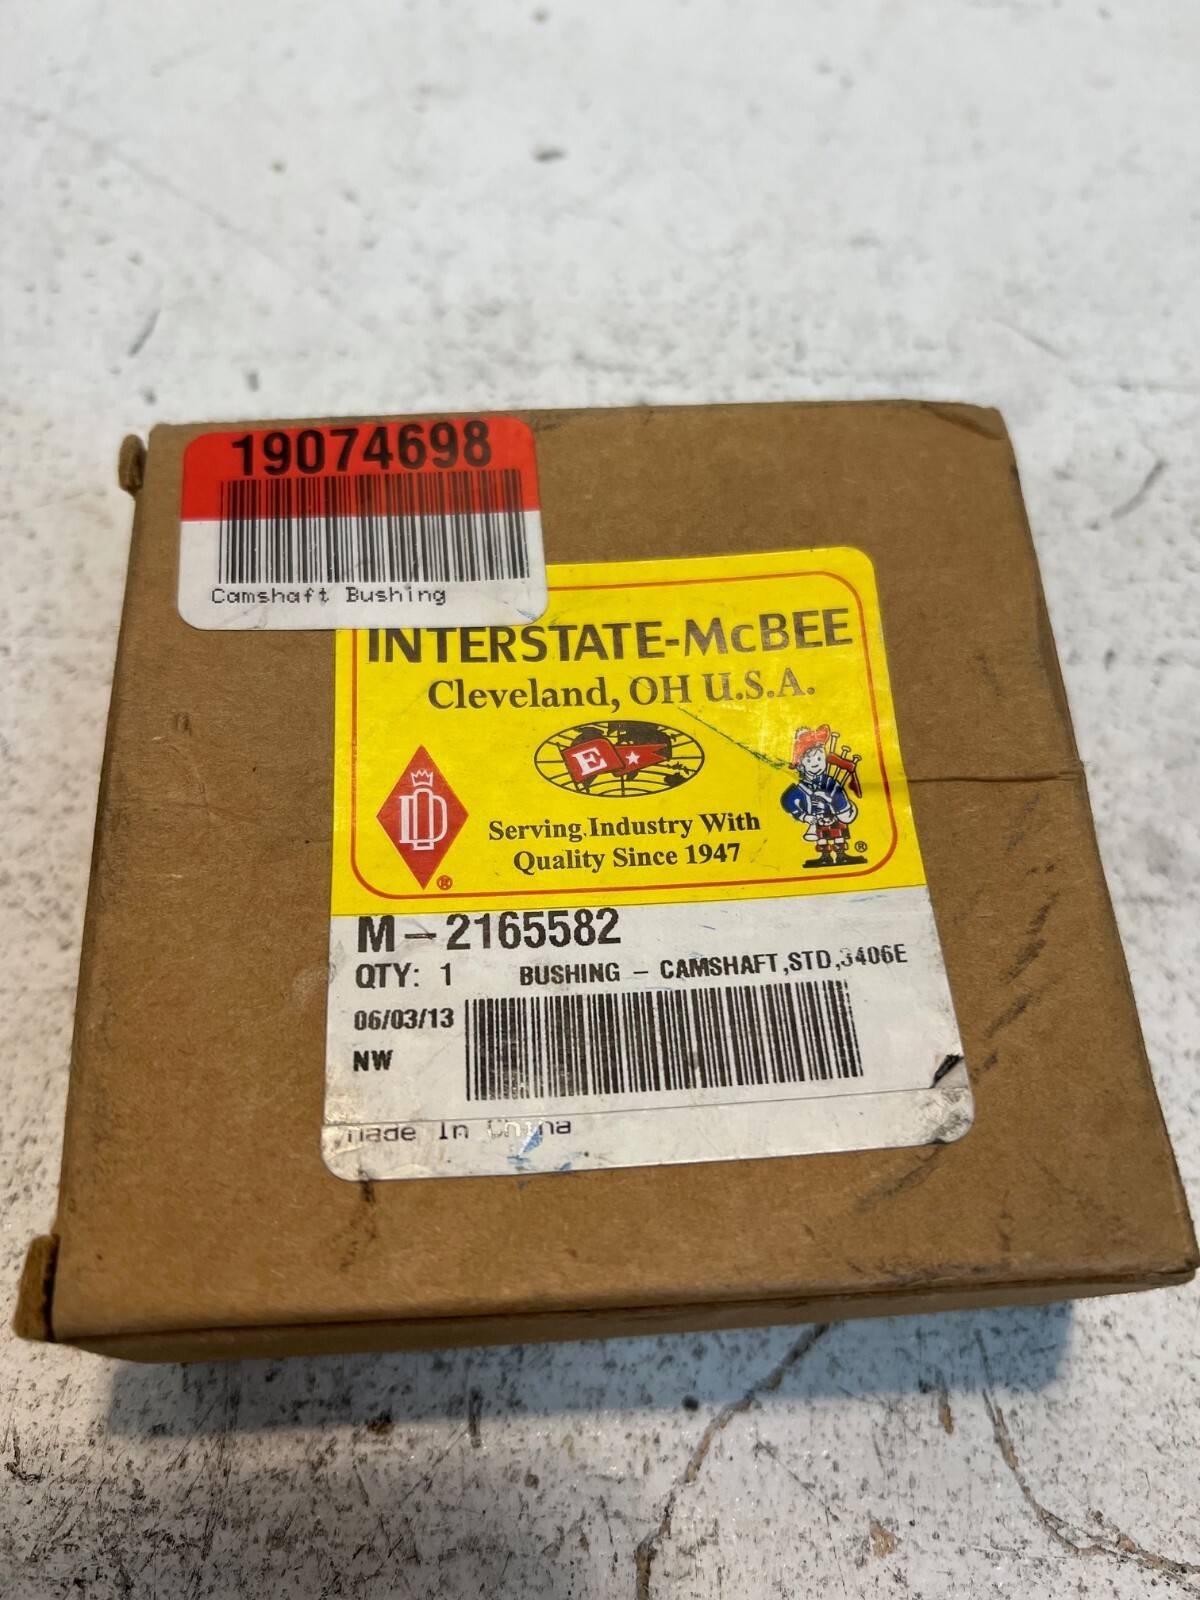 19074698
Camshaft Bushing
INTERSTATE-McBEE
Cleveland, OH U.S.A.
E
D
®
Serving Industry With
Quality Since 1947
®
M-2165582
QTY: 1 BUSHING - CAMSHAFT,STD,3406E
06/03/13
NW
Made In China